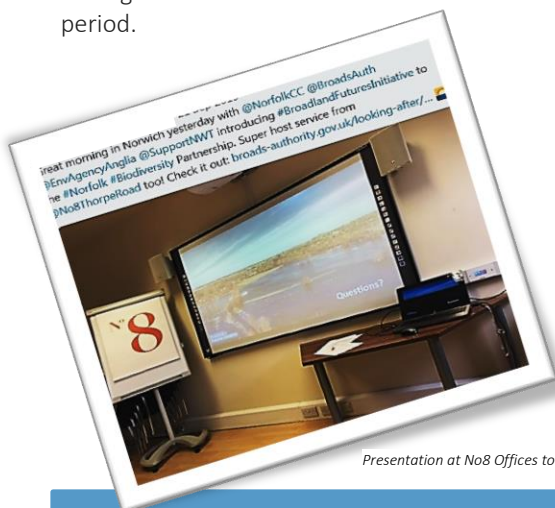 period.
Great morning in Norwich yesterday with @NorfolkCC @BroadsAuth
@EnvAgencyAnglia @SupportNWT introducing #BroadlandFuturesInitiative to
the #Norfolk #Biodiversity Partnership. Super host service from
@No8ThorpeRoad too! Check it out: broads-authority.gov.uk/looking-after/...
Questions?
No
8
Presentation at No8 Offices to